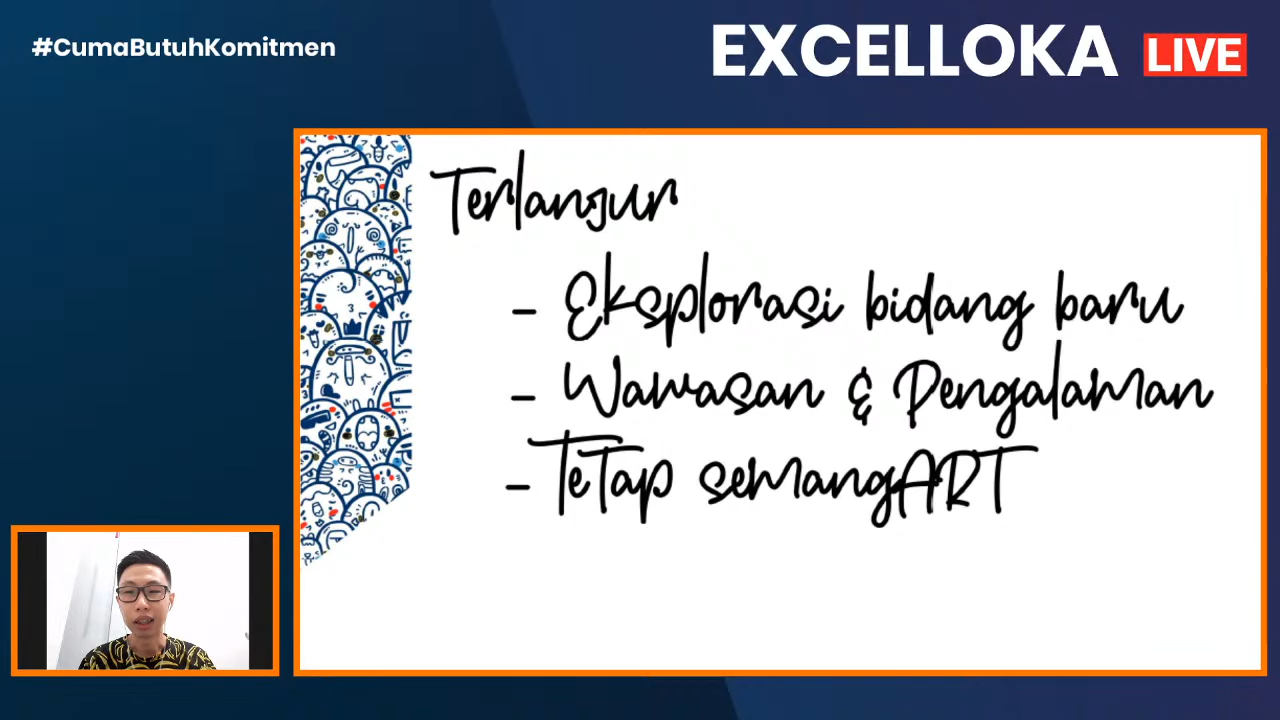 #CumaButuhKomitmen
EXCELLOKA LIVE
Terlanjur
- Eksplorasi bidang baru
- Wawasan & Pengalaman
- Tetap semangART